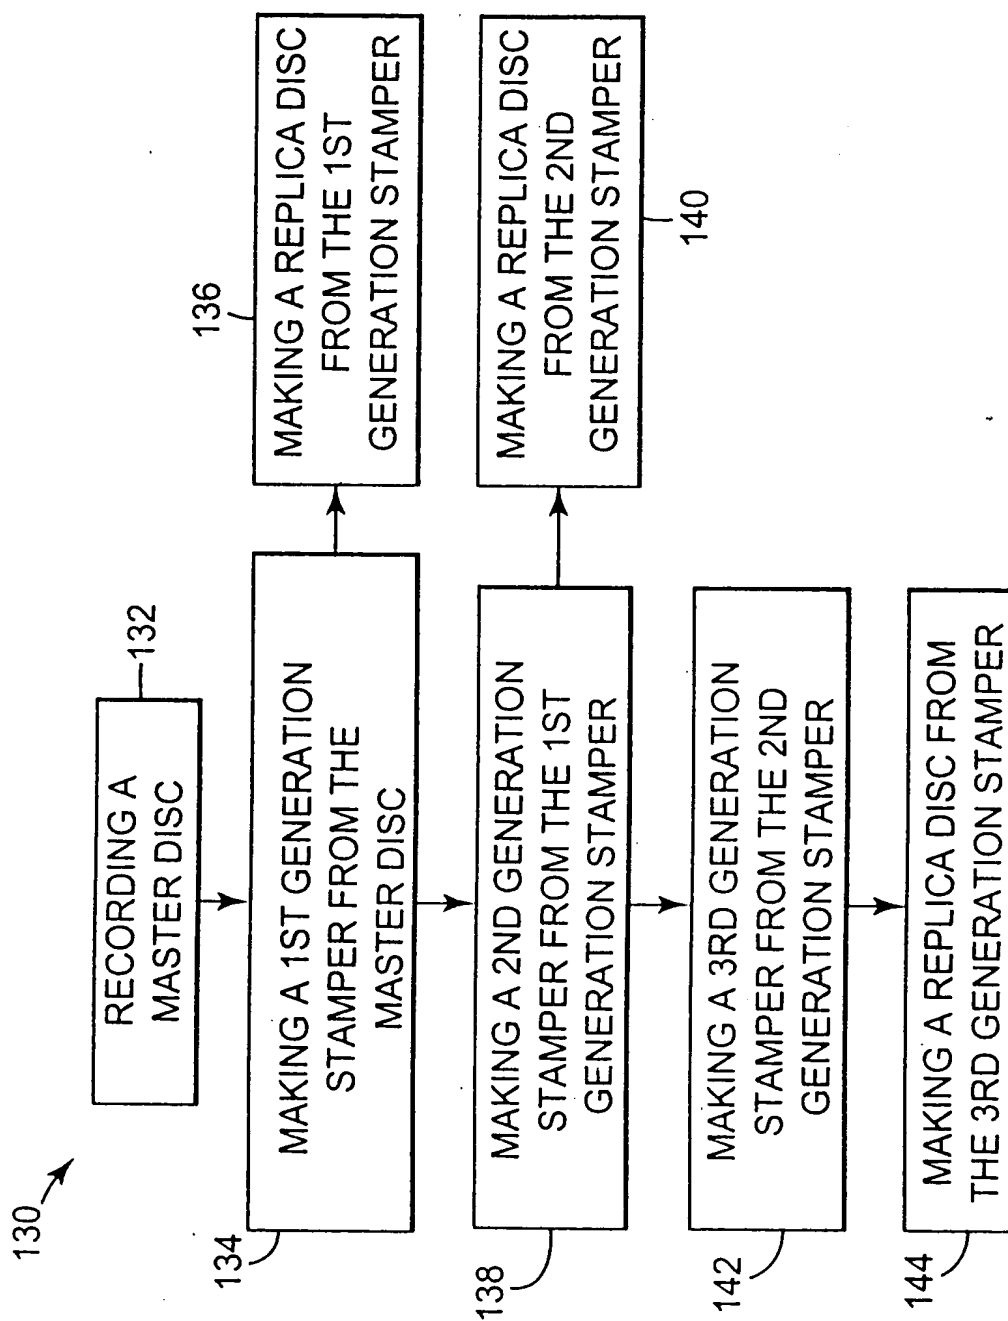 130
132
RECORDING A
MASTER DISC
134
MAKING A 1ST GENERATION
STAMPER FROM THE
MASTER DISC
136
MAKING A REPLICA DISC
FROM THE 1ST
GENERATION STAMPER
138
MAKING A 2ND GENERATION
STAMPER FROM THE 1ST
GENERATION STAMPER
MAKING A REPLICA DISC
FROM THE 2ND
GENERATION STAMPER
140
142
MAKING A 3RD GENERATION
STAMPER FROM THE 2ND
GENERATION STAMPER
144
MAKING A REPLICA DISC FROM
THE 3RD GENERATION STAMPER